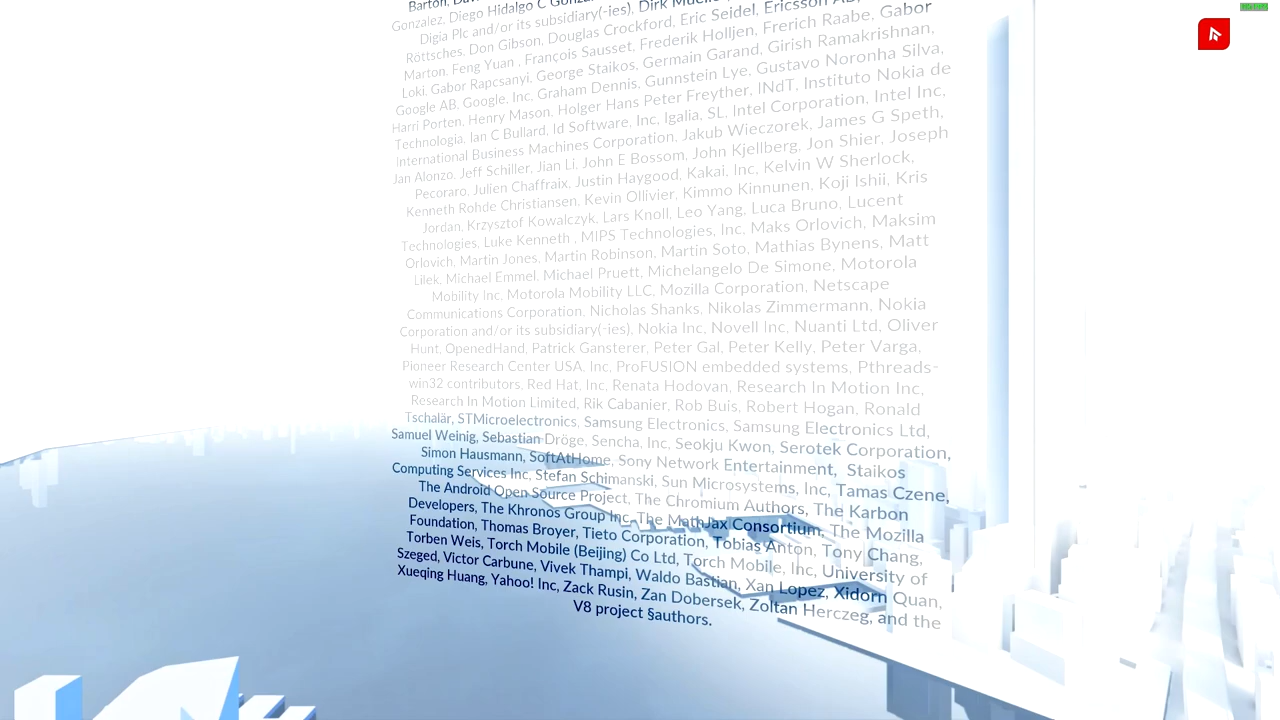 Gonzalez, Diego Hidalgo C
Digia Plc and/or its subsidiary(-ies), Dirk
Röttsches, Don Gibson, Douglas Crockford, Eric Seidel, Ericsson
Marton, Feng Yuan , François Sausset, Frederik Holljen, Frerich Raabe, Gabor
Loki, Gabor Rapcsanyi, George Staikos, Germain Garand, Girish Ramakrishnan,
Google AB, Google, Inc, Graham Dennis, Gunnstein Lye, Gustavo Noronha Silva,
Harri Porten, Henry Mason, Holger Hans Peter Freyther, INdT, Instituto Nokia de
Technologia, Ian C Bullard, Id Software, Inc, Igalia, SL, Intel Corporation, Intel Inc,
International Business Machines Corporation, Jakub Wieczorek, James G Speth,
Jan Alonzo, Jeff Schiller, Jian Li, John E Bossom, John Kjellberg, Jon Shier, Joseph
Pecoraro, Julien Chaffraix, Justin Haygood, Kakai, Inc, Kelvin W Sherlock,
Kenneth Rohde Christiansen, Kevin Ollivier, Kimmo Kinnunen, Koji Ishii, Kris
Jordan, Krzysztof Kowalczyk, Lars Knoll, Leo Yang, Luca Bruno, Lucent
Technologies, Luke Kenneth , MIPS Technologies, Inc, Maks Orlovich, Maksim
Orlovich, Martin Jones, Martin Robinson, Martin Soto, Mathias Bynens, Matt
Lilek, Michael Emmel, Michael Pruett, Michelangelo De Simone, Motorola
Mobility Inc, Motorola Mobility LLC, Mozilla Corporation, Netscape
Communications Corporation, Nicholas Shanks, Nikolas Zimmermann, Nokia
Corporation and/or its subsidiary(-ies), Nokia Inc, Novell Inc, Nuanti Ltd, Oliver
Hunt, OpenedHand, Patrick Gansterer, Peter Gal, Peter Kelly, Peter Varga,
Pioneer Research Center USA, Inc, ProFUSION embedded systems, Pthreads-
win32 contributors, Red Hat, Inc, Renata Hodovan, Research In Motion Inc,
Research In Motion Limited, Rik Cabanier, Rob Buis, Robert Hogan, Ronald
Tschalär, STMicroelectronics, Samsung Electronics, Samsung Electronics Ltd,
Samuel Weinig, Sebastian Dröge, Sencha, Inc, Seokju Kwon, Serotek Corporation,
Simon Hausmann, SoftAtHome, Sony Network Entertainment, Staikos
Computing Services Inc, Stefan Schimanski, Sun Microsystems, Inc, Tamas Czene,
The Android Open Source Project, The Chromium Authors, The Karbon
Developers, The Khronos Group Inc, The MathJax Consortium, The Mozilla
Foundation, Thomas Broyer, Tieto Corporation, Tobias Anton, Tony Chang,
Torben Weis, Torch Mobile (Beijing) Co Ltd, Torch Mobile, Inc, University of
Szeged, Victor Carbune, Vivek Thampi, Waldo Bastian, Xan Lopez, Xidorn Quan,
Xueqing Huang, Yahoo! Inc, Zack Rusin, Zan Dobersek, Zoltan Herczeg, and the
V8 project §authors.